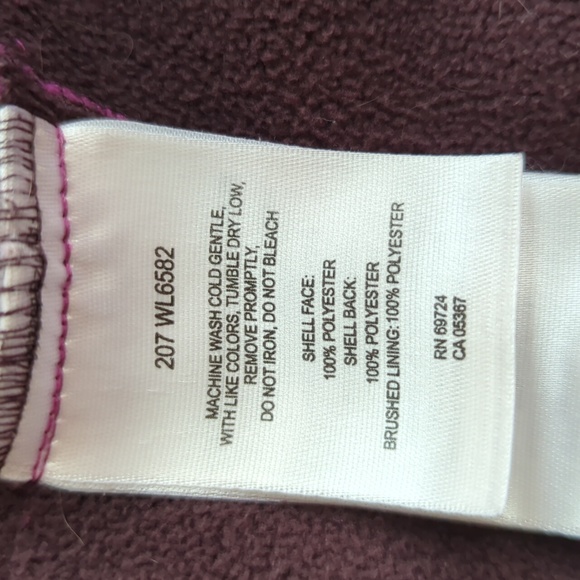 207 WL6582
MACHINE WASH COLD GENTLE,
WITH LIKE COLORS, TUMBLE DRY LOW,
REMOVE PROMPTLY,
DO NOT IRON, DO NOT BLEACH
SHELL FACE:
100% POLYESTER
SHELL BACK:
100% POLYESTER
BRUSHED LINING: 100% POLYESTER
RN 69724
CA 05367